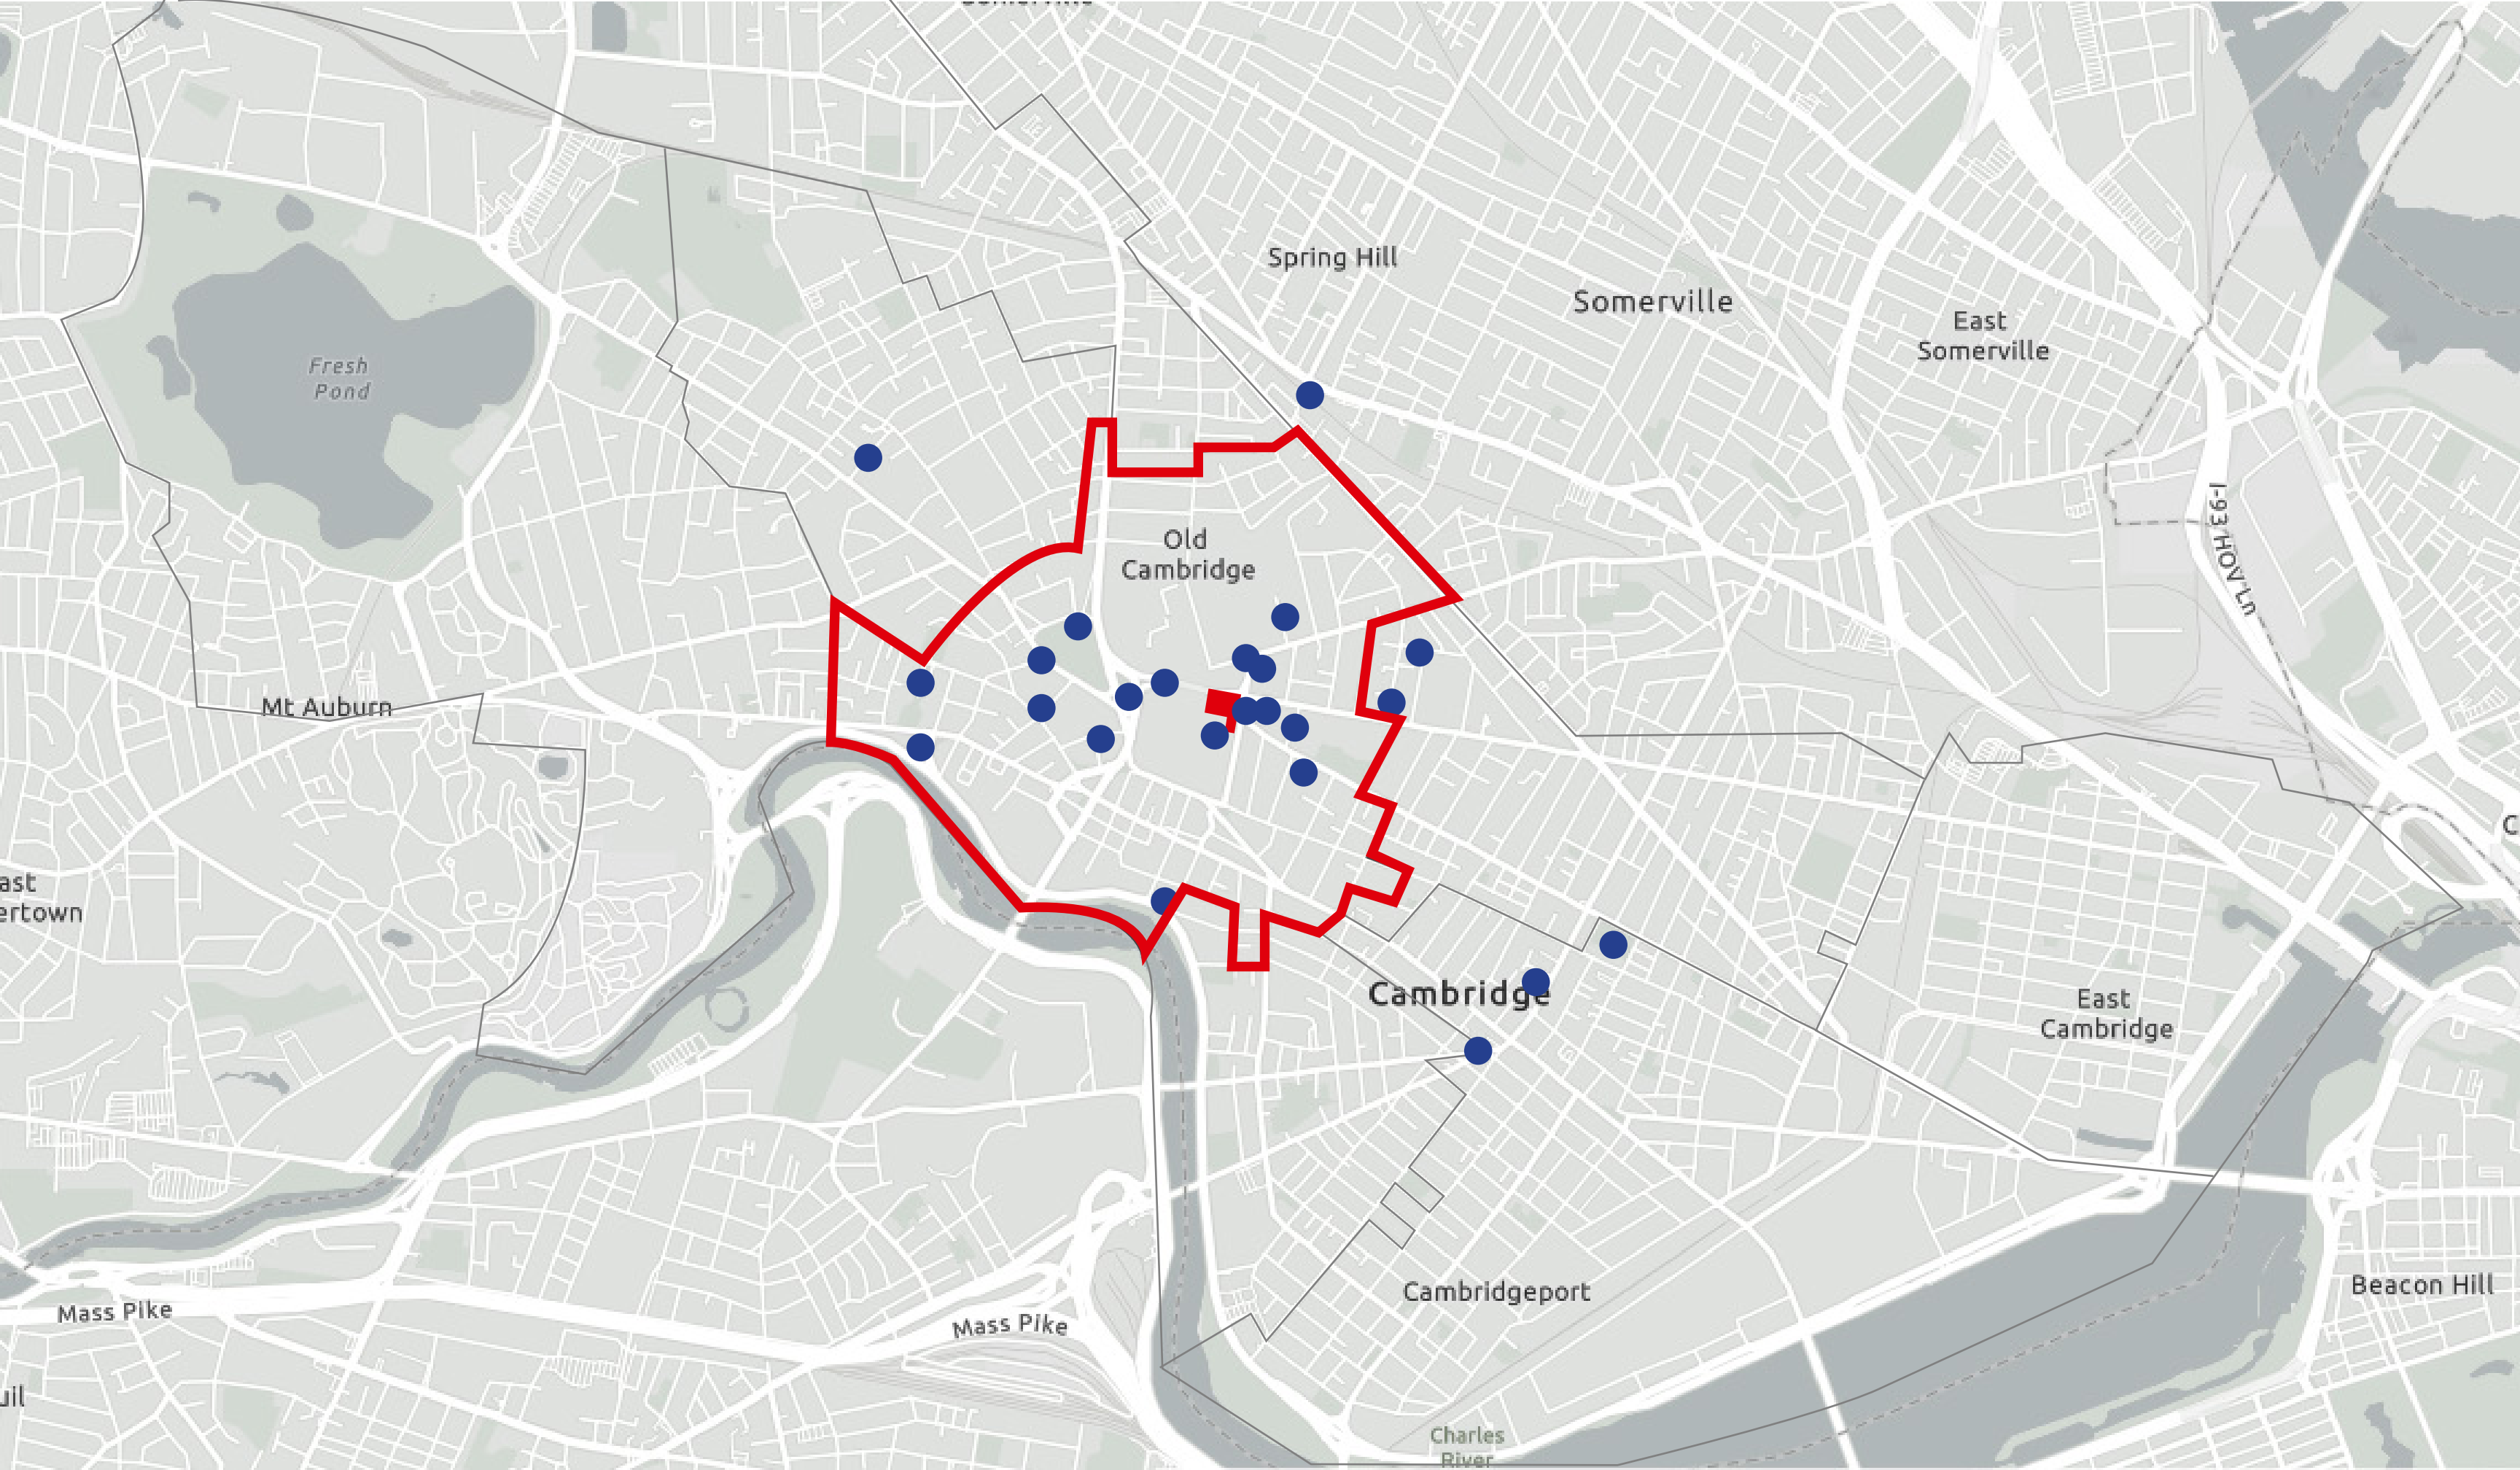 Spring Hill
Somerville
East
Somerville
Fresh
Pond
I-93 HOV Ln
Old
Cambridge
Mt Auburn
ast
ertown
Cambridge
East
Cambridge
Mass Pike
Mass Pike
Cambridgeport
Beacon Hill
Charles
River